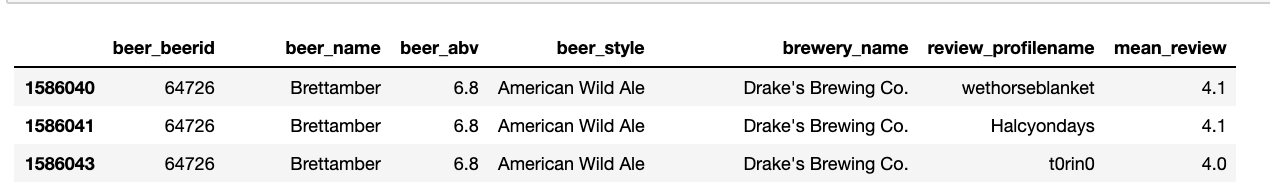 beer_beerid beer_name beer_abv beer_style brewery_name review_profilename mean_review
1586040 64726 Brettamber 6.8 American Wild Ale Drake's Brewing Co. wethorseblanket 4.1
1586041 64726 Brettamber 6.8 American Wild Ale Drake's Brewing Co. Halcyondays 4.1
1586043 64726 Brettamber 6.8 American Wild Ale Drake's Brewing Co. t0rin0 4.0